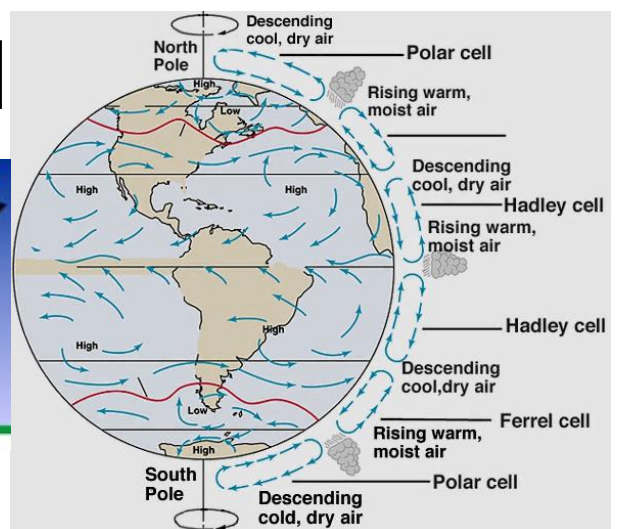 Descending
cool, dry air
North
Pole
Polar cell
High
Rising warm,
moist air
Low
Descending
cool, dry air
High
High
Hadley cell
Rising warm,
moist air
High
Hadley cell
High
Descending
cool,dry air
Low
Ferrel cell
Rising warm,
moist air
High
South
Pole
Polar cell
Descending
cold, dry air